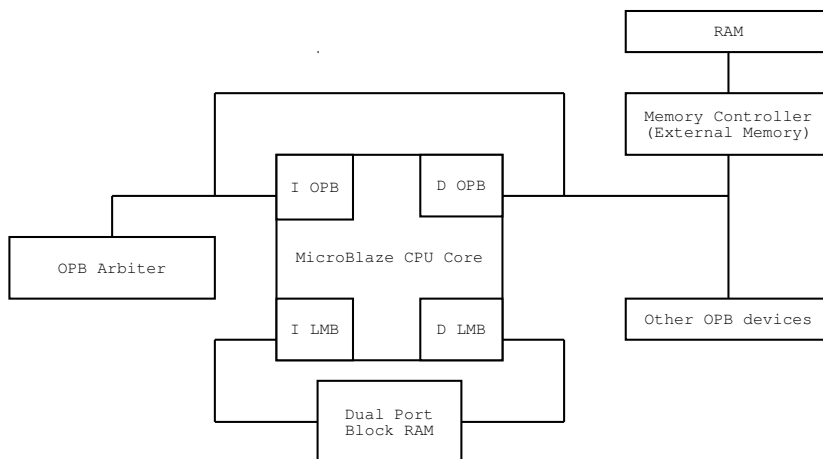 RAM
Memory Controller
(External Memory)
I OPB
D OPB
OPB Arbiter
MicroBlaze CPU Core
I LMB
D LMB
Other OPB devices
Dual Port
Block RAM